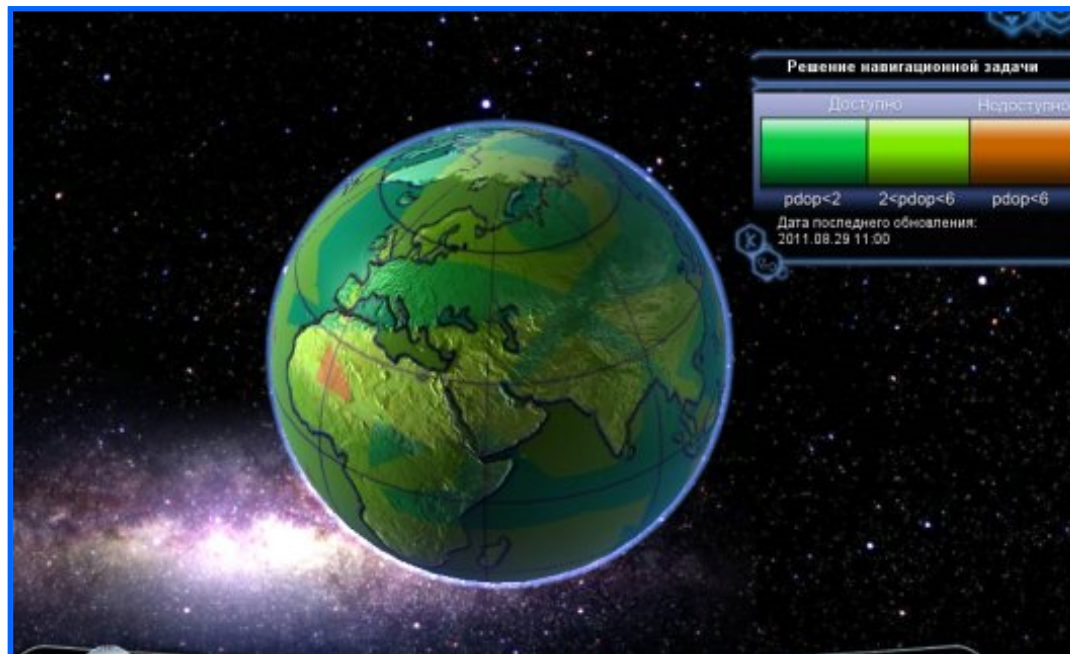 Решение навигационной задачи
Доступно Недоступно
pdop<2 2<pdop<6 pdop<6
Дата последнего обновления:
2011.08.29 11:00